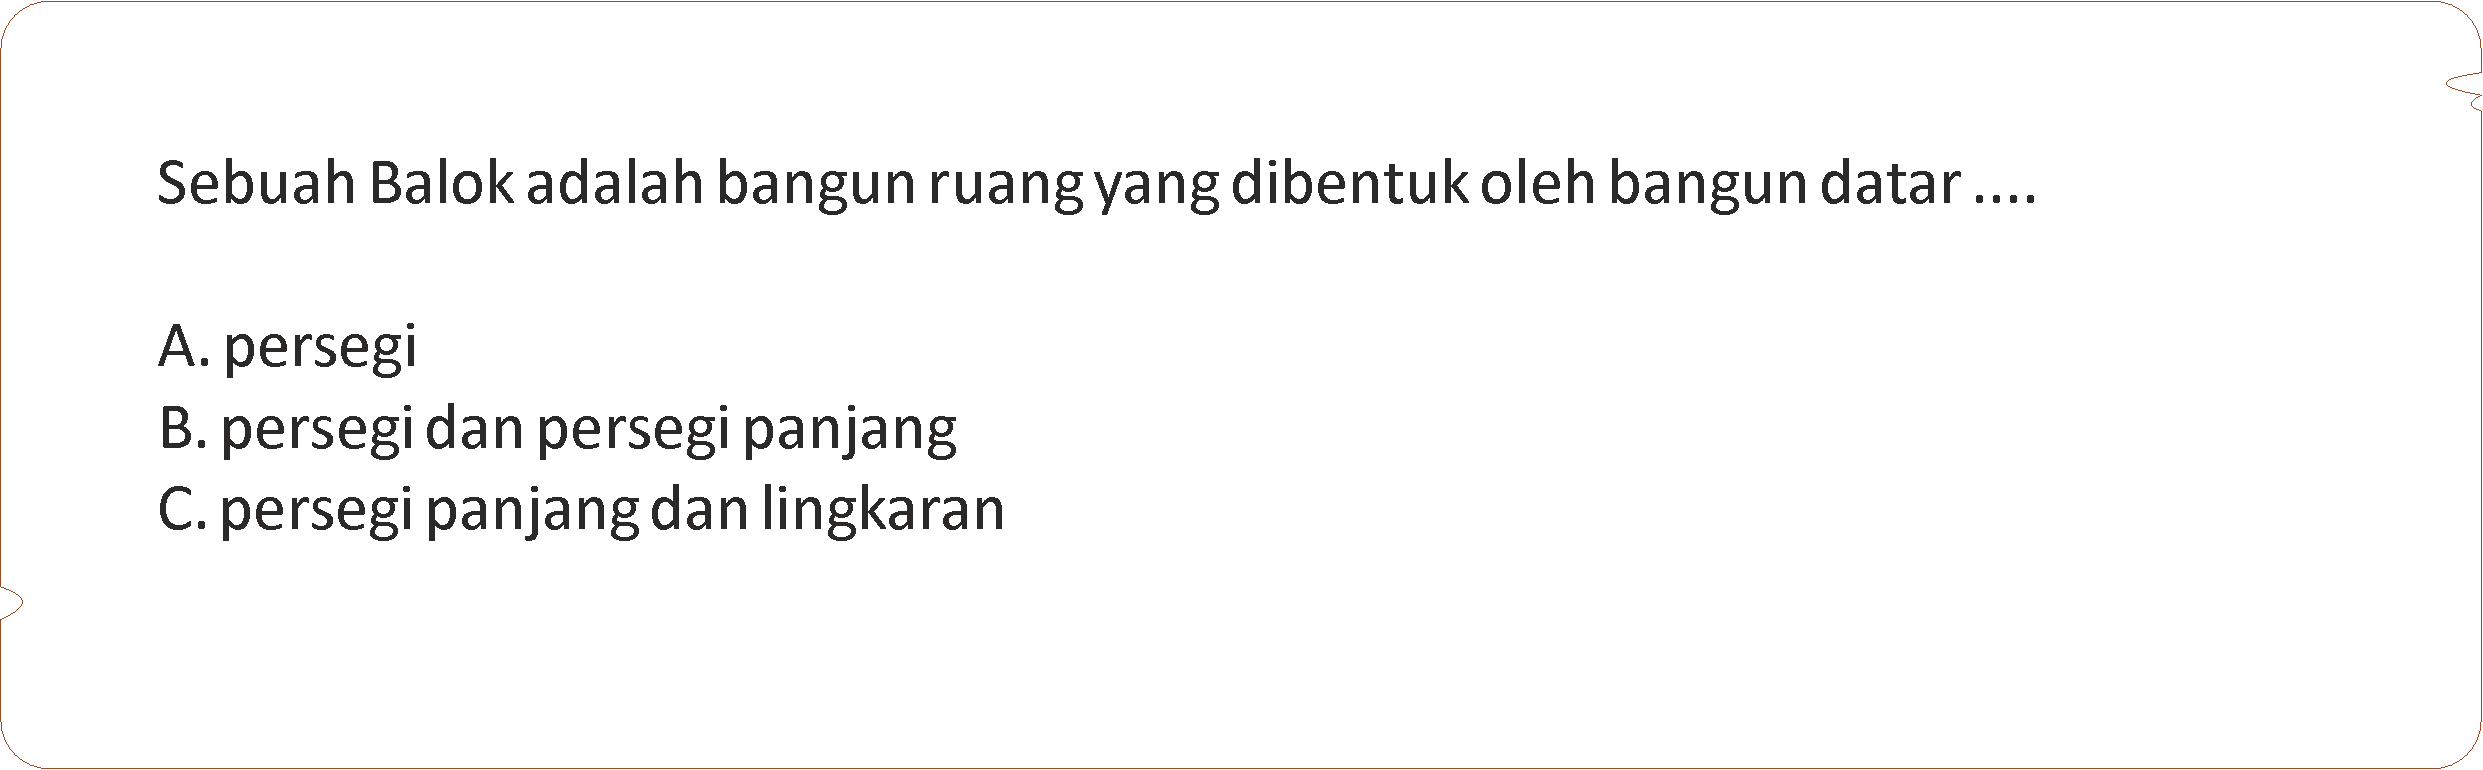 Sebuah Balok adalah bangun ruang yang dibentuk oleh bangun datar ....
A. persegi
B. persegi dan persegi panjang
C. persegi panjang dan lingkaran